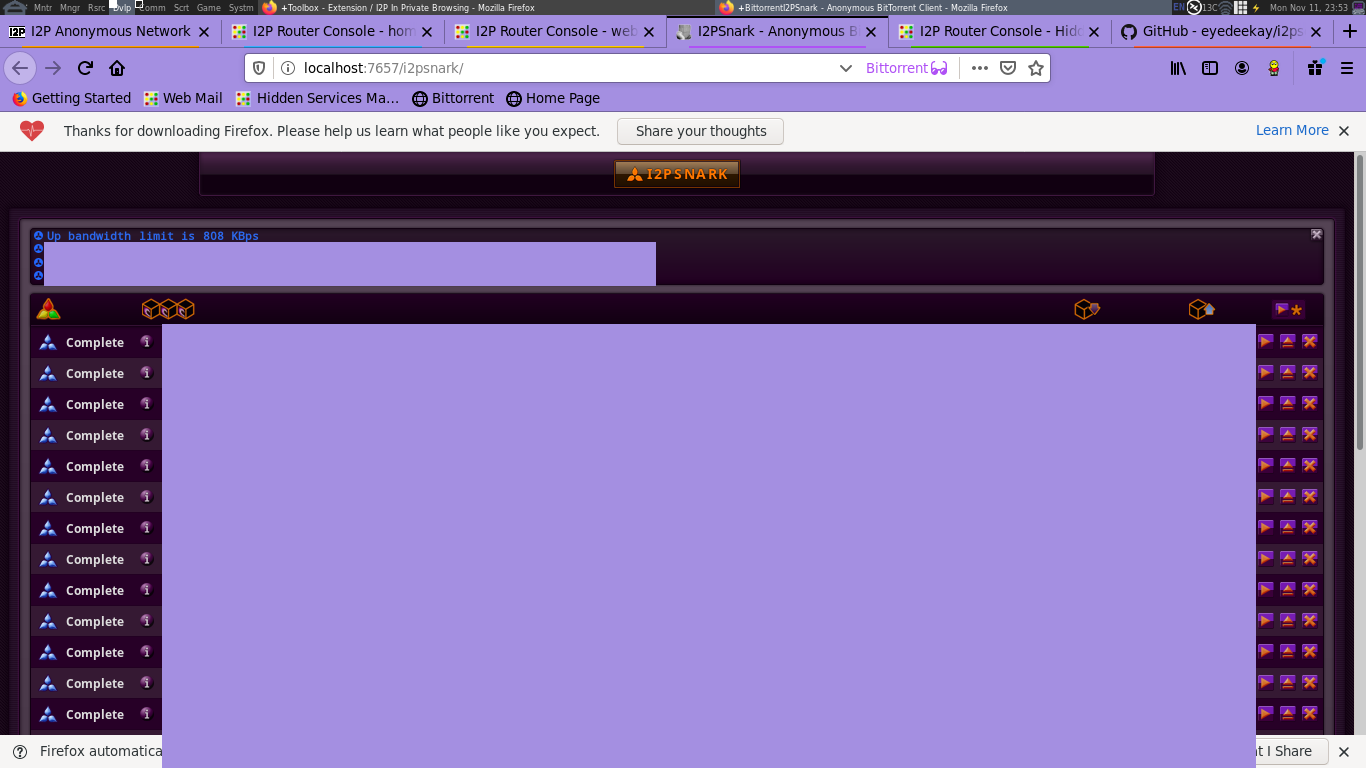 Mntr Mngr Rsrc Dvlp Comm Scrt Game Systm +Toolbox - Extension / I2P In Private Browsing - Mozilla Firefox +BittorrentI2PSnark - Anonymous BitTorrent Client - Mozilla Firefox EN 13C Mon Nov 11, 23:53
I2P Anonymous Network I2P Router Console - hom I2P Router Console - web I2PSnark - Anonymous B I2P Router Console - Hidd GitHub - eyedeekay/i2ps
localhost:7657/i2psnark/ Bittorrent
Getting Started Web Mail Hidden Services Ma... Bittorrent Home Page
Thanks for downloading Firefox. Please help us learn what people like you expect. Share your thoughts Learn More
I2PSNARK
Up bandwidth limit is 808 KBps
Complete
Complete
Complete
Complete
Complete
Complete
Complete
Complete
Complete
Complete
Complete
Complete
Complete
Firefox automatica t I Share